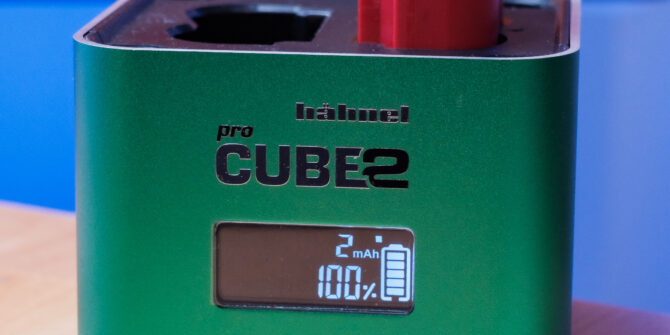 hähnel
pro
CUBE2
2 mAh
100%